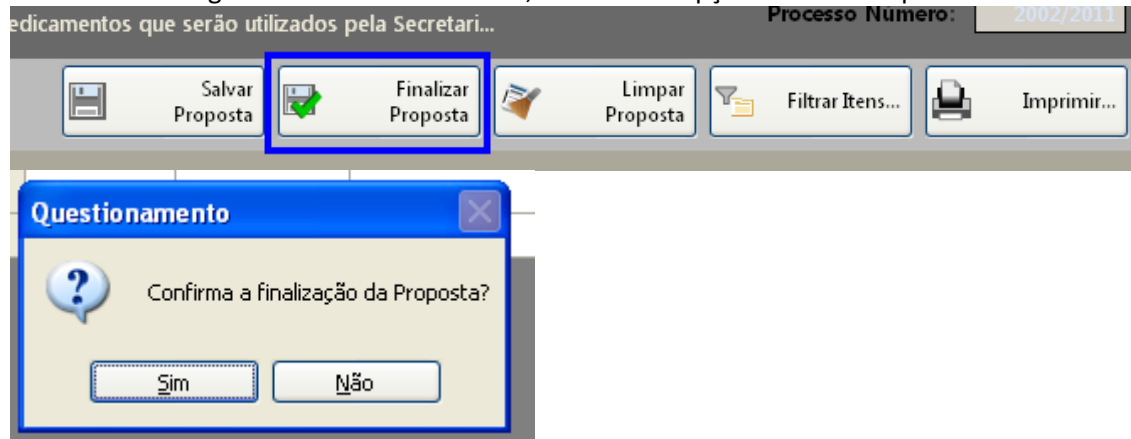 edicamentos que serão utilizados pela Secretari...
Processo Número: 2002/2011
Salvar
Proposta
Finalizar
Proposta
Limpar
Proposta
Filtrar Itens...
Imprimir...
Questionamento
Confirma a finalização da Proposta?
Sim
Não